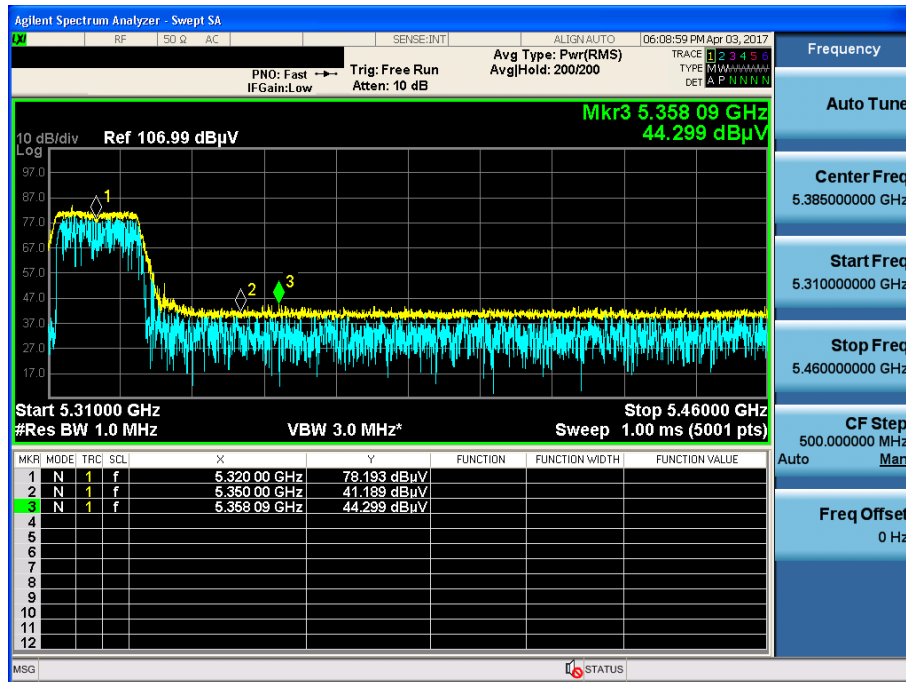 Agilent Spectrum Analyzer - Swept SA
LXI RF 50 Ω AC SENSE:INT ALIGN AUTO 06:08:59 PM Apr 03, 2017
PNO: Fast Trig: Free Run Avg Type: Pwr(RMS) TRACE 1 2 3 4 5 6
IFGain:Low Atten: 10 dB Avg|Hold: 200/200 TYPE M W
DET A P N N N N
Mkr3 5.358 09 GHz
44.299 dBµV
10 dB/div Ref 106.99 dBµV
Log
97.0
87.0
77.0
67.0
57.0
47.0
37.0
27.0
17.0
1
2
3
Start 5.31000 GHz Stop 5.46000 GHz
#Res BW 1.0 MHz VBW 3.0 MHz* Sweep 1.00 ms (5001 pts)
MKR MODE TRC SCL X Y FUNCTION FUNCTION WIDTH FUNCTION VALUE
1 N 1 f 5.320 00 GHz 78.193 dBµV
2 N 1 f 5.350 00 GHz 41.189 dBµV
3 N 1 f 5.358 09 GHz 44.299 dBµV
4
5
6
7
8
9
10
11
12
MSG STATUS
Frequency
Auto Tune
Center Freq
5.385000000 GHz
Start Freq
5.310000000 GHz
Stop Freq
5.460000000 GHz
CF Step
500.000000 MHz
Auto Man
Freq Offset
0 Hz